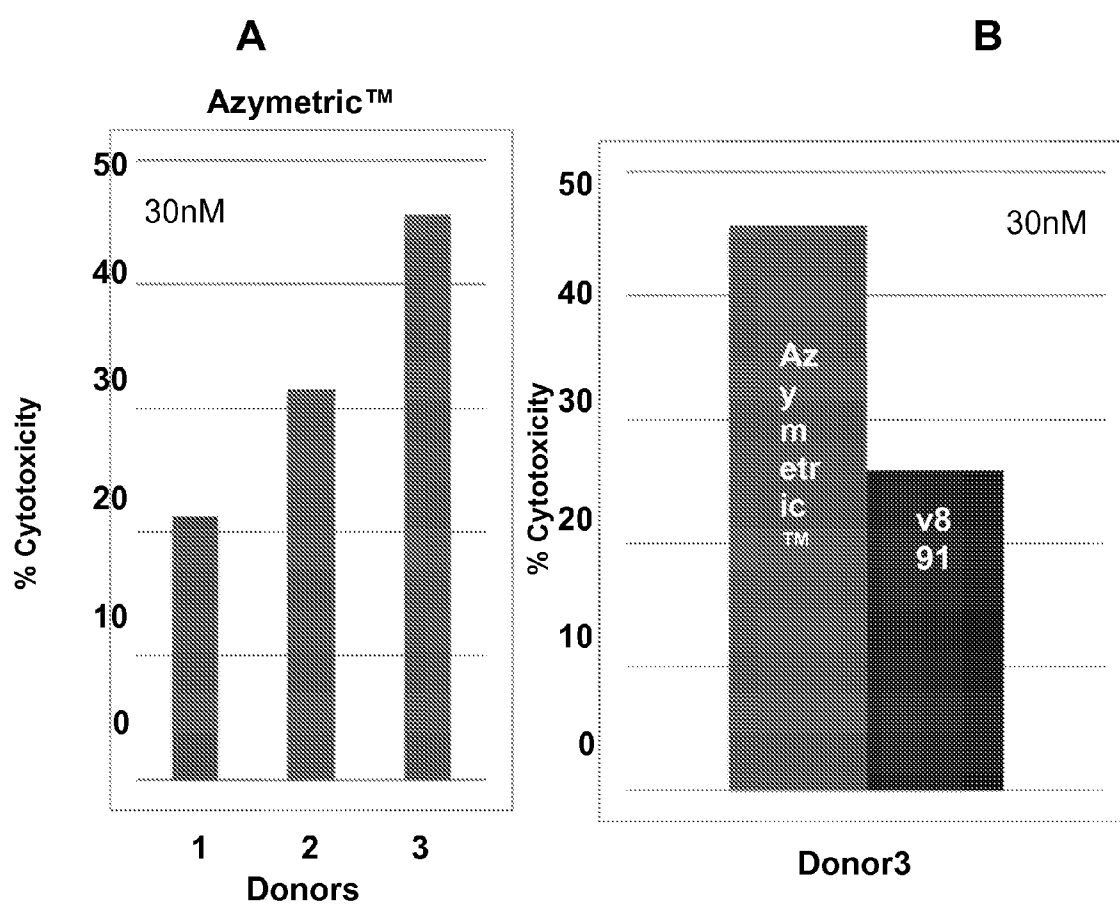 A
Azymetric™
% Cytotoxicity
50
40
30
20
10
0
30nM
1 2 3
Donors
B
% Cytotoxicity
50
40
30
20
10
0
30nM
Az
y
m
etr
ic
™
v8
91
Donor3